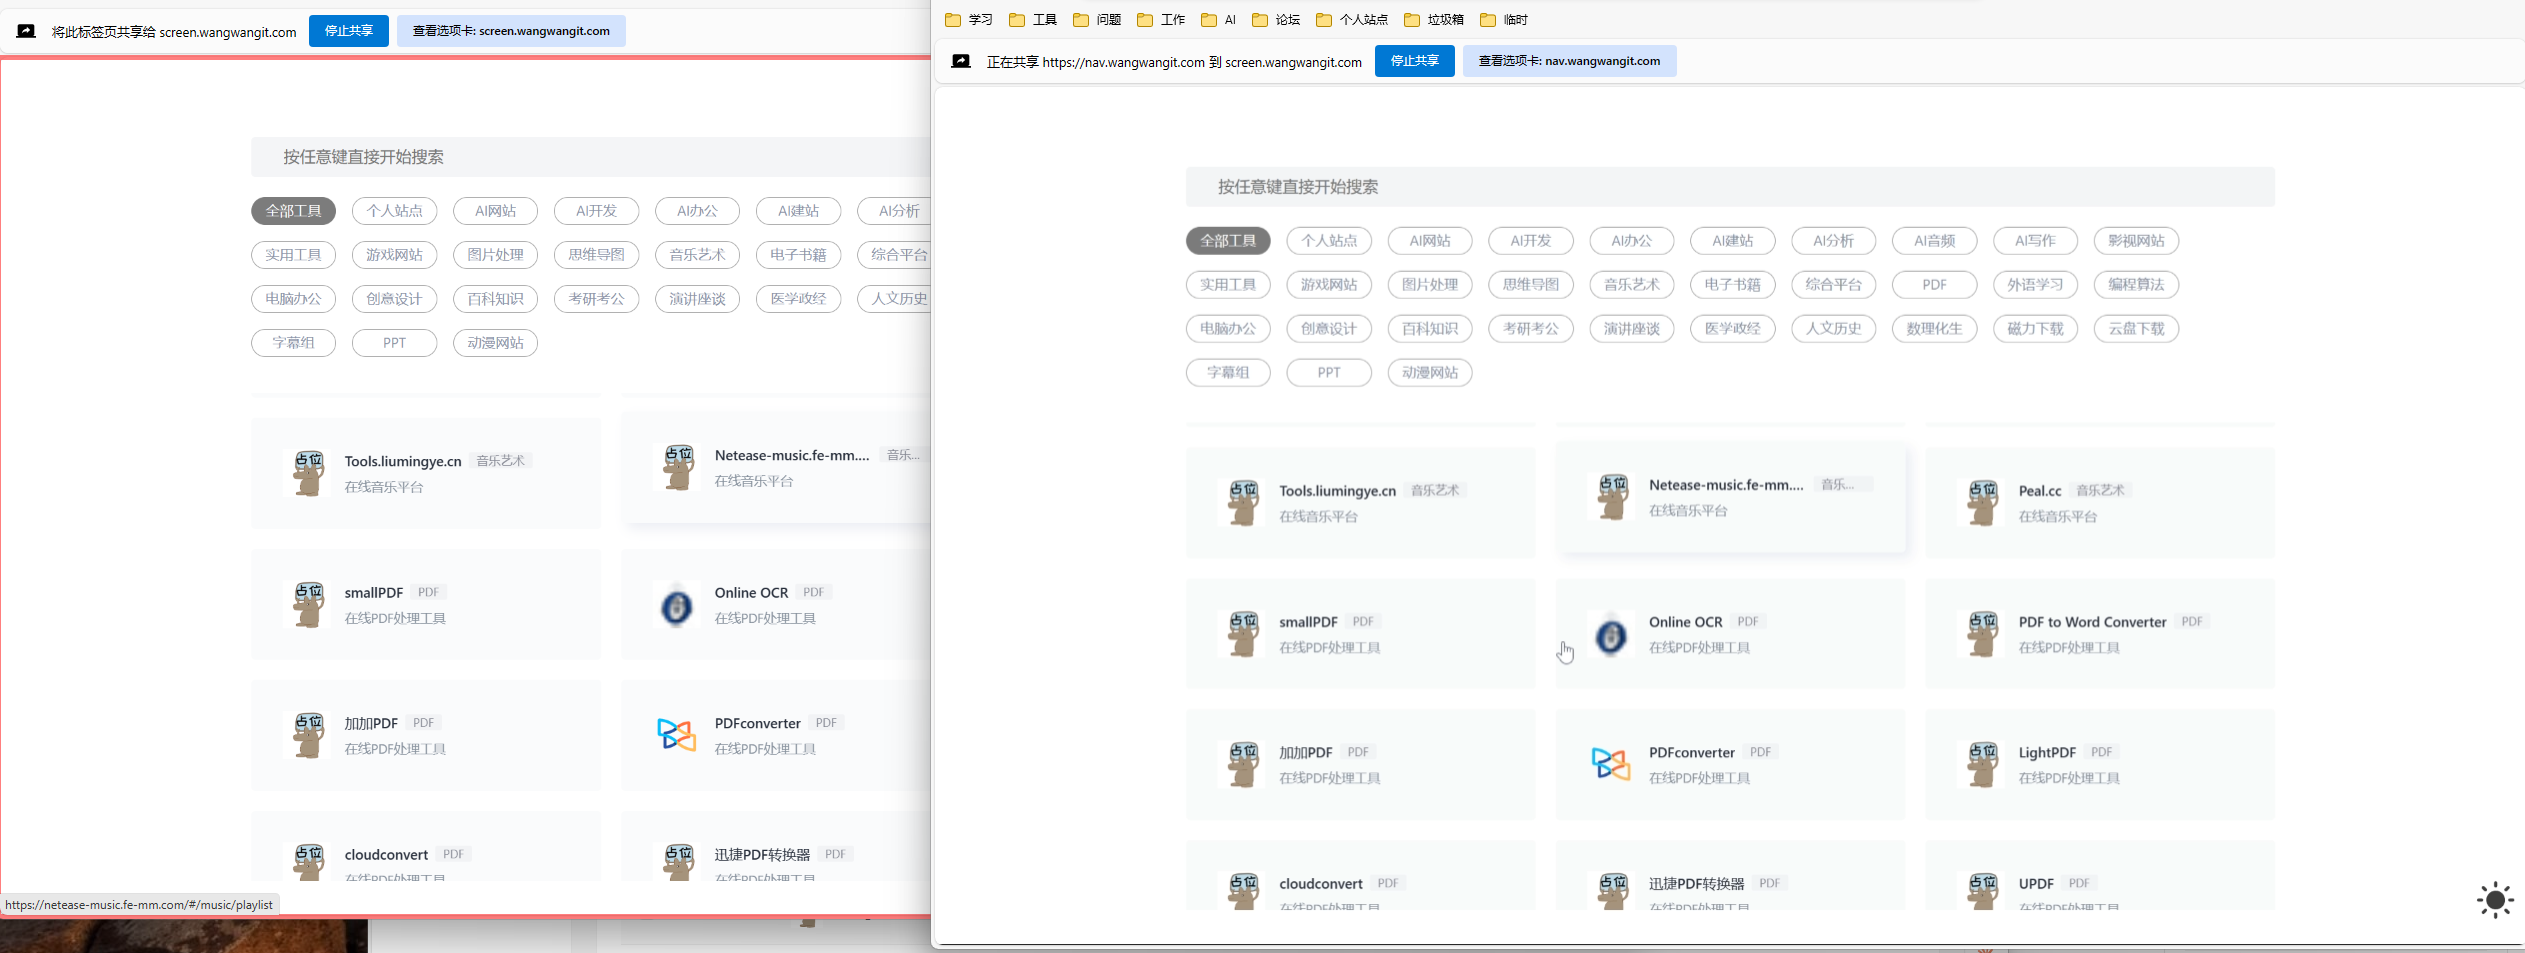 将此标签页共享给 screen.wangwangit.com 停止共享 查看选项卡: screen.wangwangit.com
按任意键直接开始搜索
全部工具 个人站点 AI网站 AI开发 AI办公 AI建站 AI分析
实用工具 游戏网站 图片处理 思维导图 音乐艺术 电子书籍 综合平台
电脑办公 创意设计 百科知识 考研考公 演讲座谈 医学政经 人文历史
字幕组 PPT 动漫网站
占位 Tools.liumingye.cn 音乐艺术
在线音乐平台
占位 Netease-music.fe-mm.... 音乐...
在线音乐平台
占位 smallPDF PDF
在线PDF处理工具
Online OCR PDF
在线PDF处理工具
占位 加加PDF PDF
在线PDF处理工具
PDFconverter PDF
在线PDF处理工具
占位 cloudconvert PDF
在线PDF处理工具
占位 迅捷PDF转换器 PDF
在线PDF处理工具
https://netease-music.fe-mm.com/#/music/playlist
学习 工具 问题 工作 AI 论坛 个人站点 垃圾箱 临时
正在共享 https://nav.wangwangit.com 到 screen.wangwangit.com 停止共享 查看选项卡: nav.wangwangit.com
按任意键直接开始搜索
全部工具 个人站点 AI网站 AI开发 AI办公 AI建站 AI分析 AI音频 AI写作 影视网站
实用工具 游戏网站 图片处理 思维导图 音乐艺术 电子书籍 综合平台 PDF 外语学习 编程算法
电脑办公 创意设计 百科知识 考研考公 演讲座谈 医学政经 人文历史 数理化生 磁力下载 云盘下载
字幕组 PPT 动漫网站
占位 Tools.liumingye.cn 音乐艺术
在线音乐平台
占位 Netease-music.fe-mm.... 音乐...
在线音乐平台
占位 Peal.cc 音乐艺术
在线音乐平台
占位 smallPDF PDF
在线PDF处理工具
Online OCR PDF
在线PDF处理工具
占位 PDF to Word Converter PDF
在线PDF处理工具
占位 加加PDF PDF
在线PDF处理工具
PDFconverter PDF
在线PDF处理工具
占位 LightPDF PDF
在线PDF处理工具
占位 cloudconvert PDF
在线PDF处理工具
占位 迅捷PDF转换器 PDF
在线PDF处理工具
占位 UPDF PDF
在线PDF处理工具